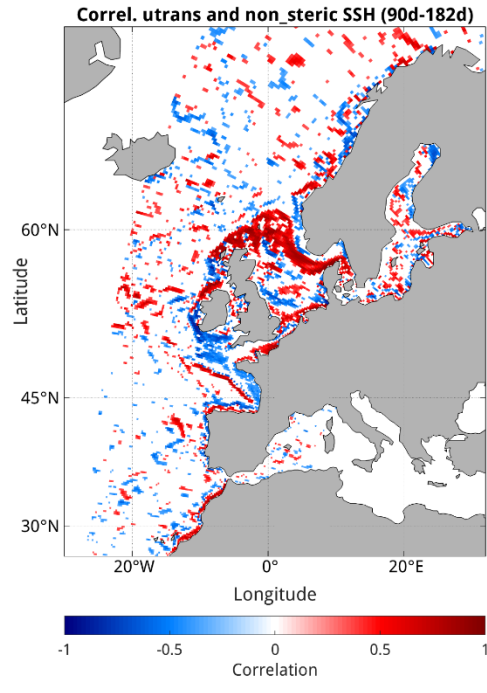 Correl. utrans and non_steric SSH (90d-182d)
60°N
45°N
30°N
Latitude
20°W 0° 20°E
Longitude
-1 -0.5 0 0.5 1
Correlation